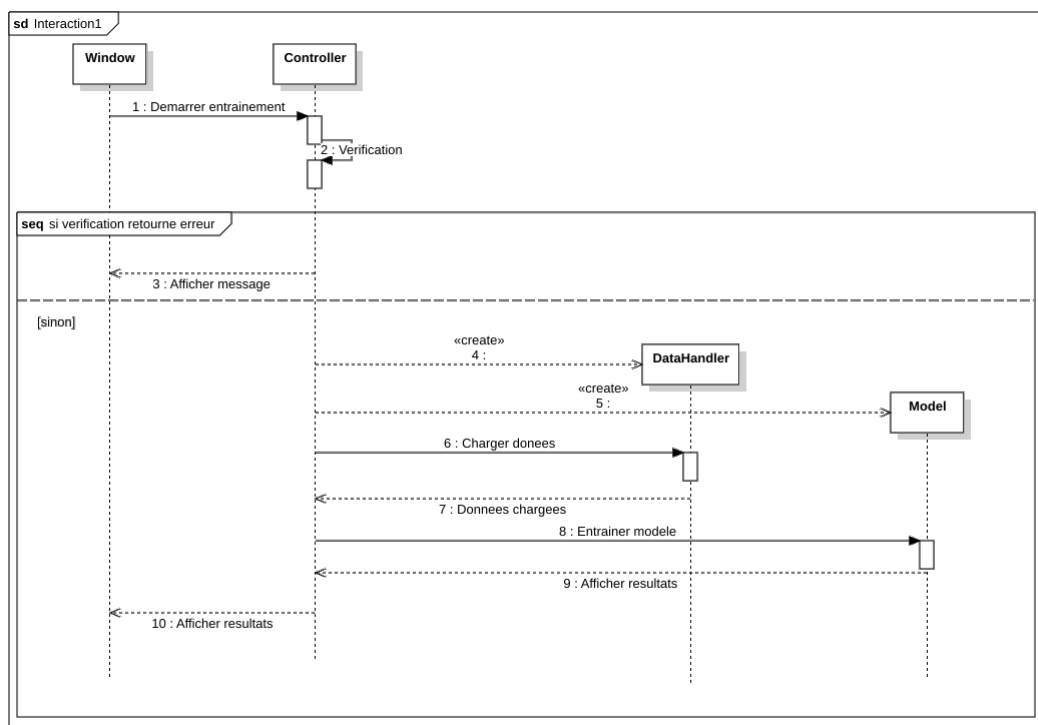 sd Interaction1
Window
Controller
1 : Demarrer entrainement
2 : Verification
seq si verification retourne erreur
3 : Afficher message
[sinon]
«create»
4 :
DataHandler
«create»
5 :
Model
6 : Charger donees
7 : Donnees chargees
8 : Entrainer modele
9 : Afficher resultats
10 : Afficher resultats